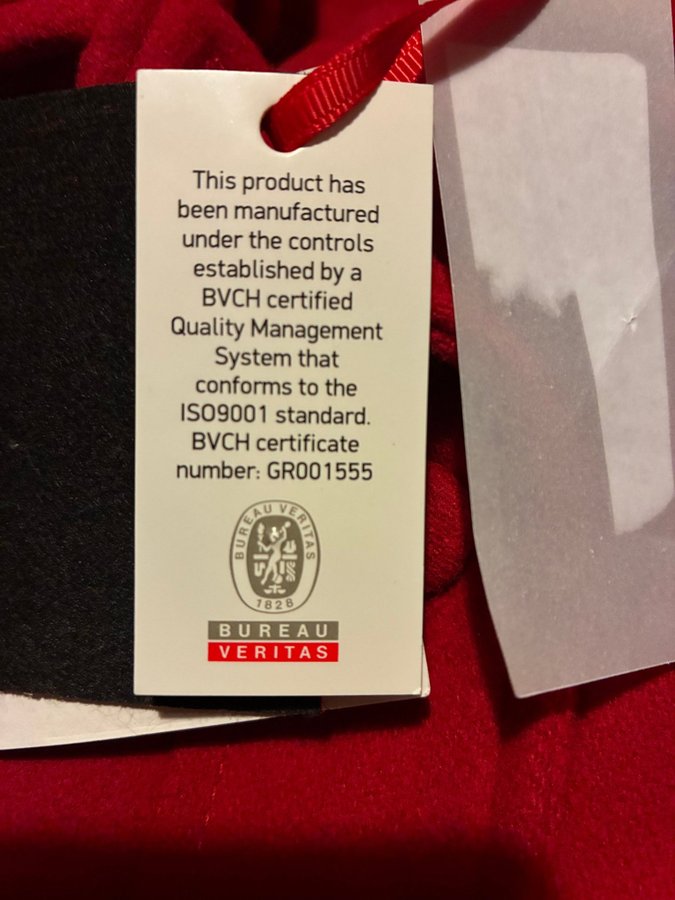 This product has
been manufactured
under the controls
established by a
BVCH certified
Quality Management
System that
conforms to the
ISO9001 standard.
BVCH certificate
number: GR001555
BUREAU VERITAS
1828
BUREAU
VERITAS